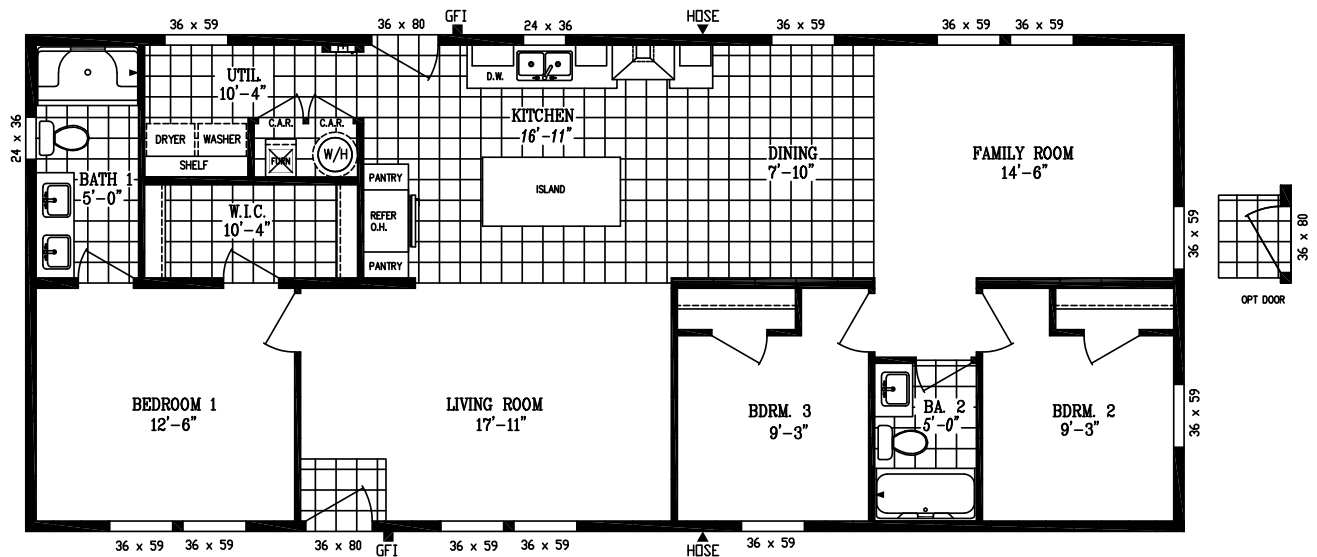 36 x 59
36 x 80
GFI
24 x 36
HOSE
36 x 59
36 x 59
36 x 59
UTIL.
10'-4"
D.W.
KITCHEN
16'-11"
C.A.R.
C.A.R.
24 x 36
DRYER
WASHER
FURN
W/H
SHELF
DINING
7'-10"
FAMILY ROOM
14'-6"
BATH 1
5'-0"
PANTRY
ISLAND
W.I.C.
10'-4"
REFER
O.H.
PANTRY
36 x 59
36 x 80
OPT DOOR
BEDROOM 1
12'-6"
LIVING ROOM
17'-11"
BDRM. 3
9'-3"
BA. 2
5'-0"
BDRM. 2
9'-3"
36 x 59
36 x 59
36 x 59
36 x 80
GFI
36 x 59
36 x 59
HOSE
36 x 59